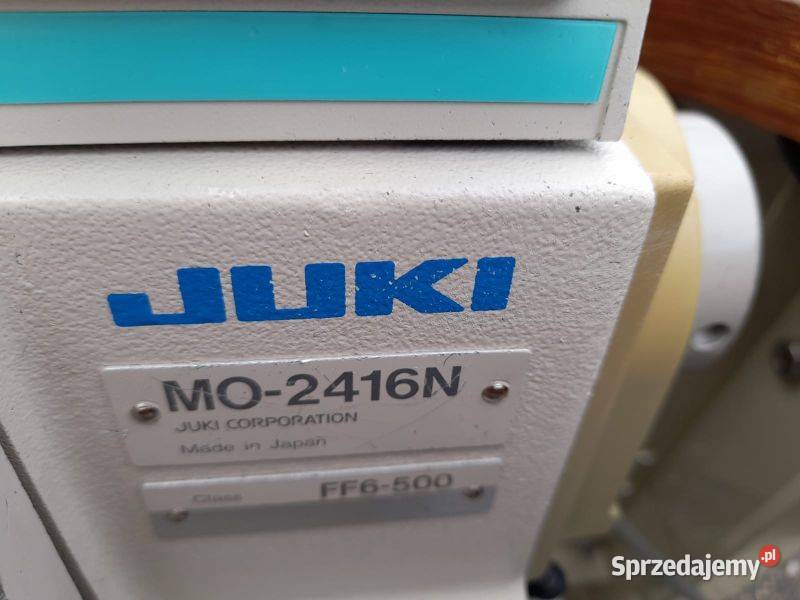 JUKI
MO-2416N
JUKI CORPORATION
Made in Japan
Class FF6-500
Sprzedajemy.pl